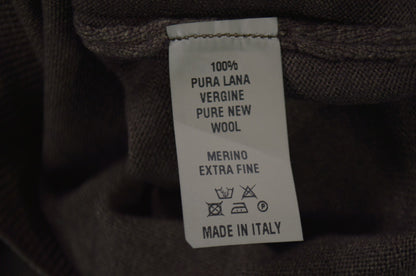 100%
PURA LANA
VERGINE
PURE NEW
WOOL
MERINO
EXTRA FINE
P
MADE IN ITALY